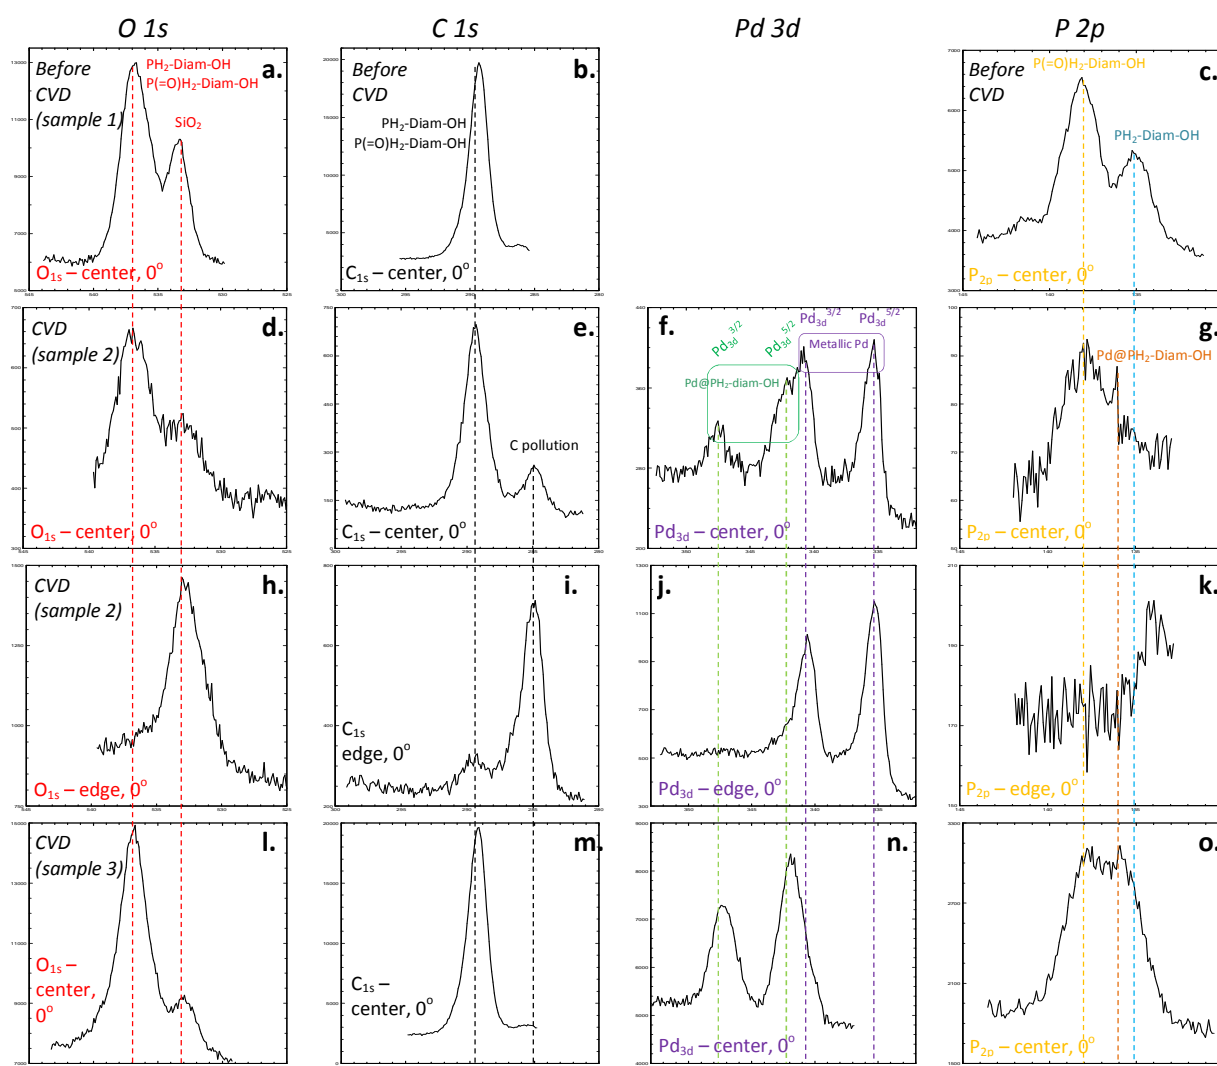 O 1s
C 1s
Pd 3d
P 2p
Before
CVD
(sample 1)
a.
PH2-Diam-OH
P(=O)H2-Diam-OH
SiO2
O1s – center, 0°
Before
CVD
b.
PH2-Diam-OH
P(=O)H2-Diam-OH
C1s – center, 0°
Before
CVD
c.
P(=O)H2-Diam-OH
PH2-Diam-OH
P2p – center, 0°
CVD
(sample 2)
d.
O1s – center, 0°
e.
C pollution
C1s – center, 0°
f.
Pd3d3/2
Pd3d5/2
Pd3d3/2
Pd3d5/2
Metallic Pd
Pd@PH2-diam-OH
Pd3d – center, 0°
g.
Pd@PH2-Diam-OH
P2p – center, 0°
CVD
(sample 2)
h.
O1s – edge, 0°
i.
C1s
edge, 0°
j.
Pd3d – edge, 0°
k.
P2p – edge, 0°
CVD
(sample 3)
l.
O1s –
center,
0°
m.
C1s –
center, 0°
n.
Pd3d – center, 0°
o.
P2p – center, 0°